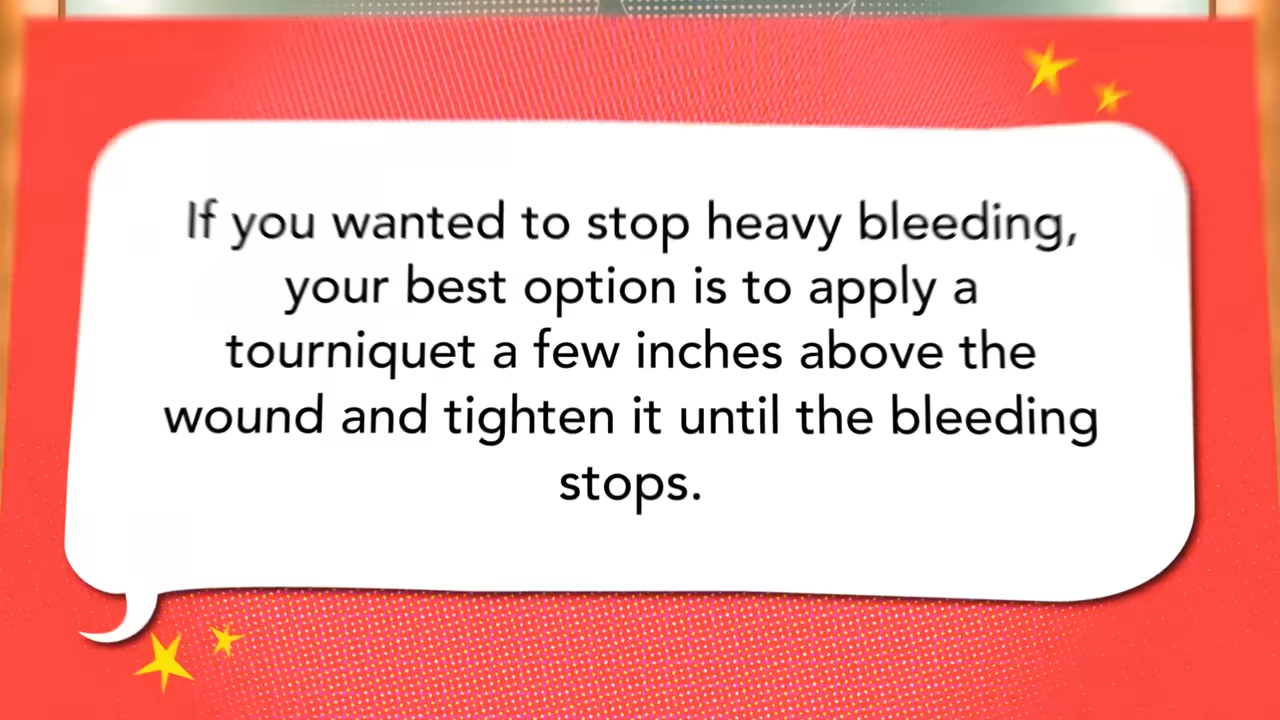 If you wanted to stop heavy bleeding,
your best option is to apply a
tourniquet a few inches above the
wound and tighten it until the bleeding
stops.